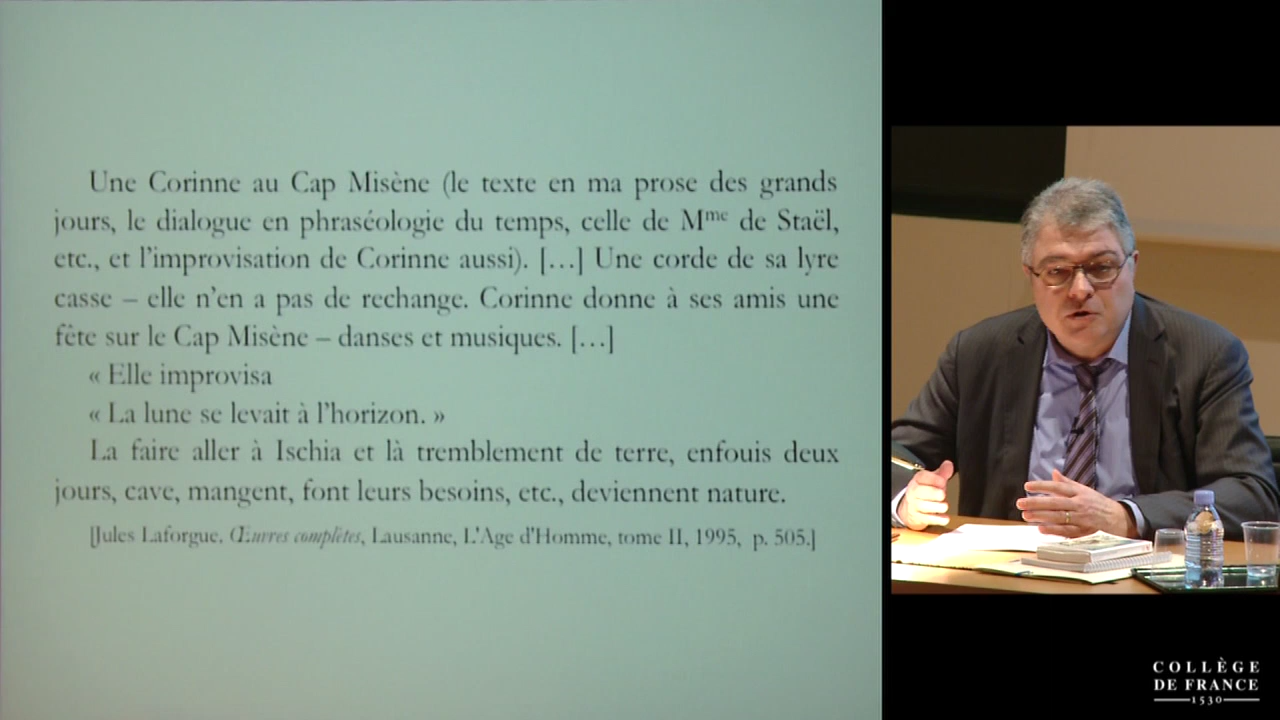 Une Corinne au Cap Misène (le texte en ma prose des grands
jours, le dialogue en phraséologie du temps, celle de Mme de Staël,
etc., et l'improvisation de Corinne aussi). […] Une corde de sa lyre
casse – elle n'en a pas de rechange. Corinne donne à ses amis une
fête sur le Cap Misène – danses et musiques. […]
« Elle improvisa
« La lune se levait à l'horizon. »
La faire aller à Ischia et là tremblement de terre, enfouis deux
jours, cave, mangent, font leurs besoins, etc., deviennent nature.
[Jules Laforgue, Œuvres complètes, Lausanne, L'Age d'Homme, tome II, 1995, p. 505.]
COLLÈGE
DE FRANCE
1530